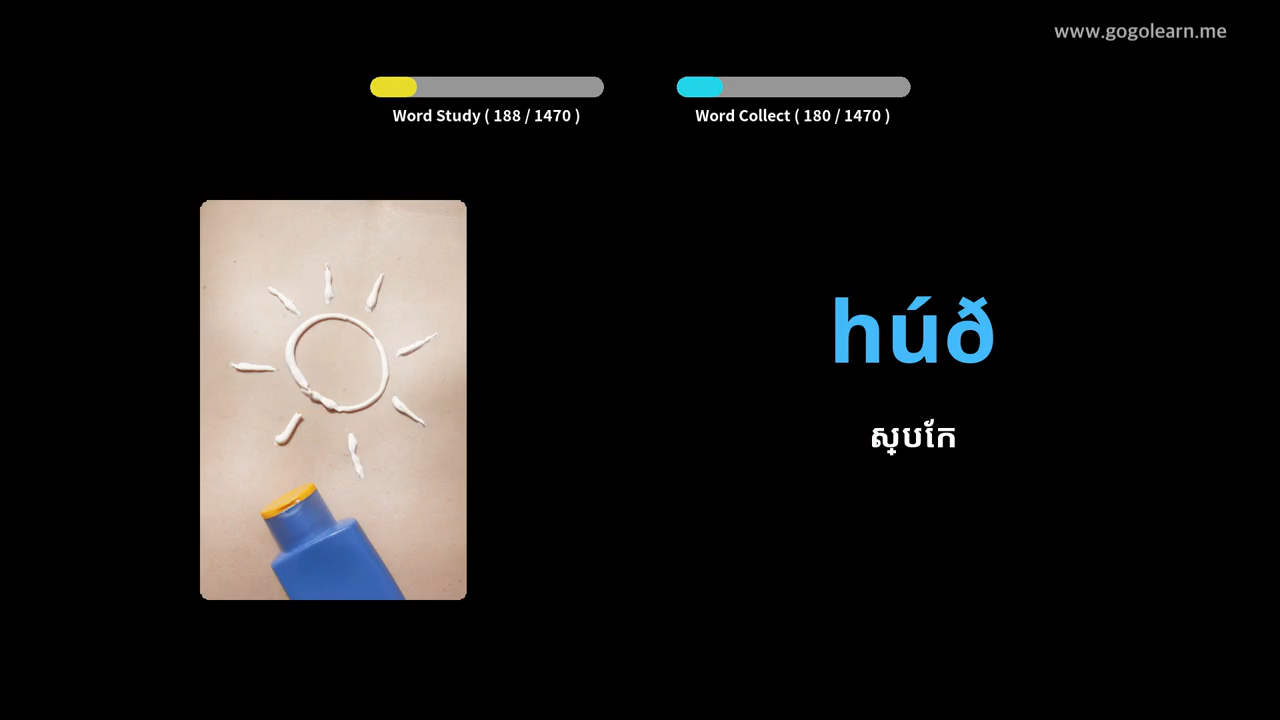 www.gogolearn.me
Word Study ( 188 / 1470 )
Word Collect ( 180 / 1470 )
húð
ស្បែក